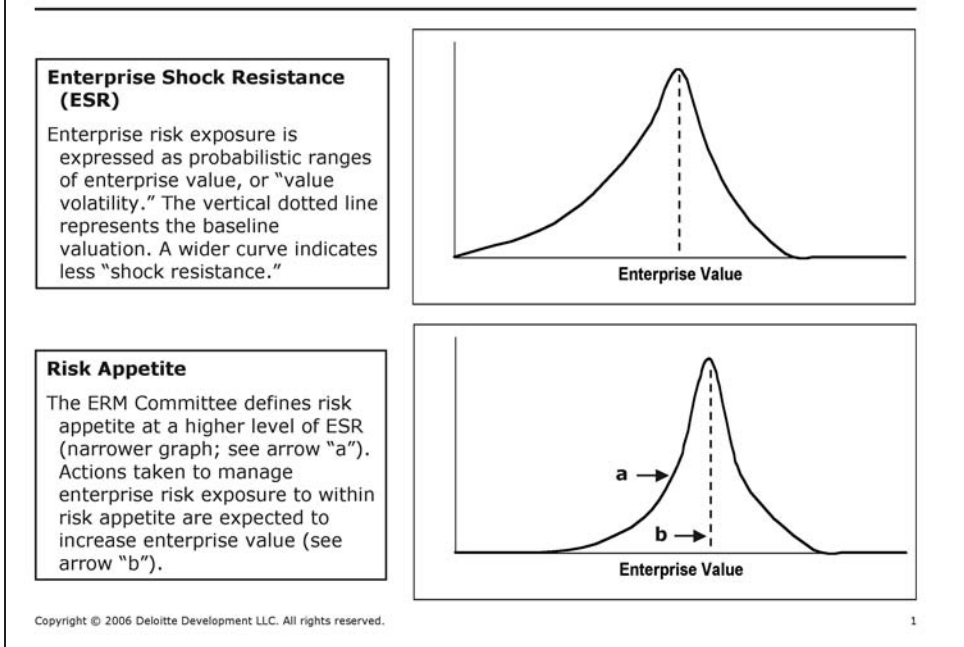 Enterprise Shock Resistance
(ESR)
Enterprise risk exposure is
expressed as probabilistic ranges
of enterprise value, or “value
volatility.” The vertical dotted line
represents the baseline
valuation. A wider curve indicates
less “shock resistance.”
Enterprise Value
Risk Appetite
The ERM Committee defines risk
appetite at a higher level of ESR
(narrower graph; see arrow “a”).
Actions taken to manage
enterprise risk exposure to within
risk appetite are expected to
increase enterprise value (see
arrow “b”).
a
b
Enterprise Value
Copyright © 2006 Deloitte Development LLC. All rights reserved.
1